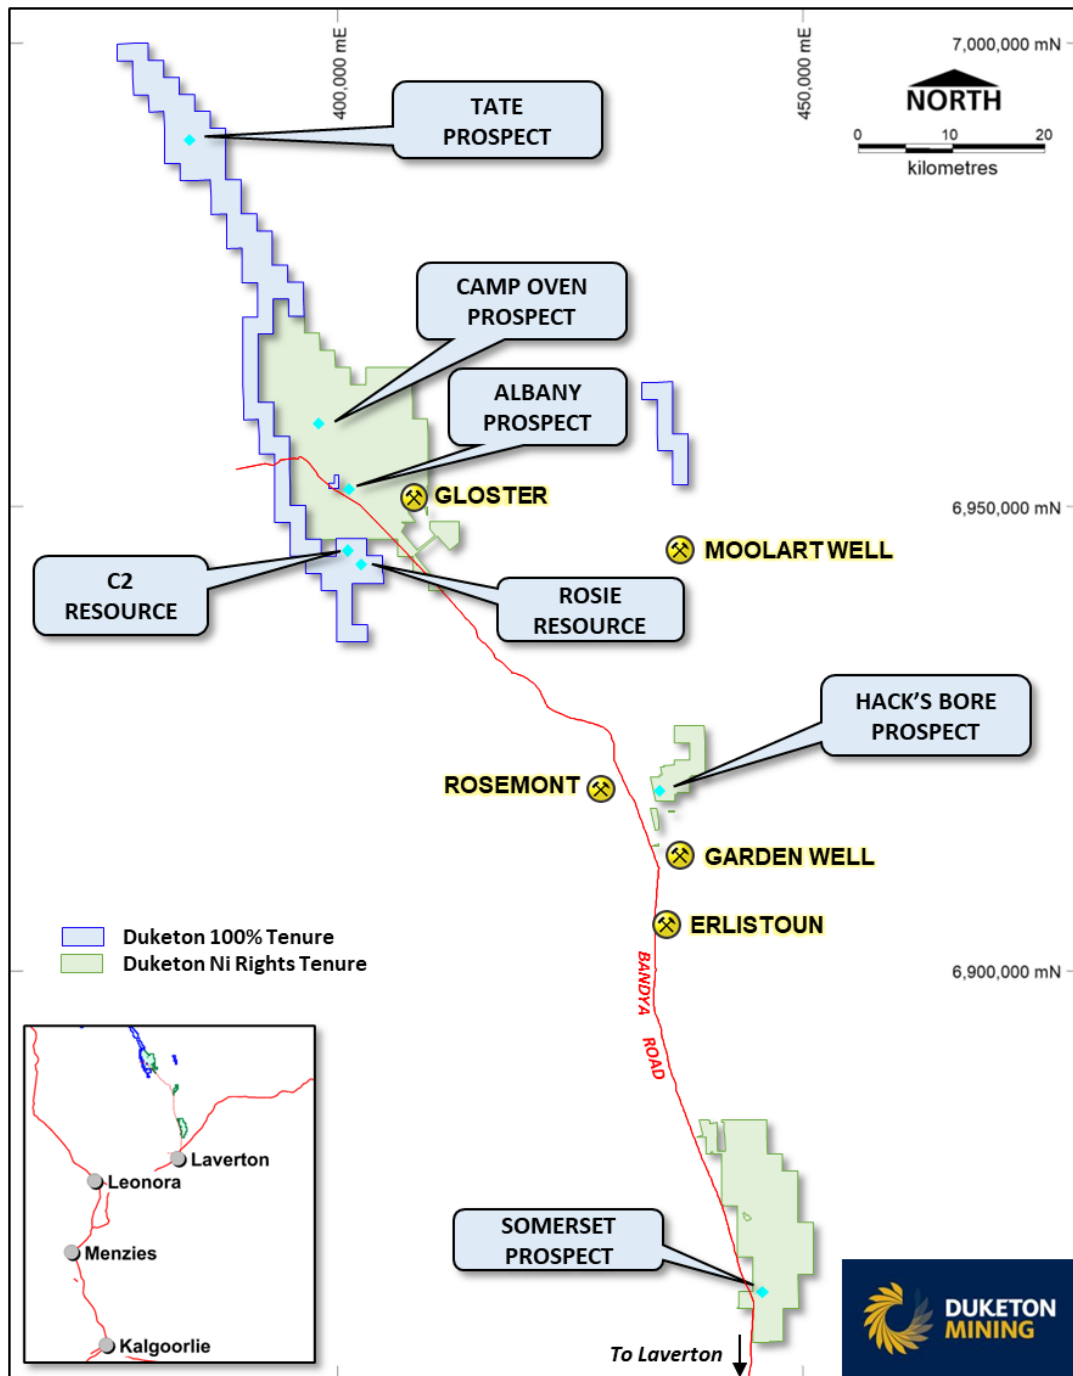 400,000 mE
450,000 mE
7,000,000 mN
NORTH
0 10 20
kilometres
TATE
PROSPECT
CAMP OVEN
PROSPECT
ALBANY
PROSPECT
GLOSTER
6,950,000 mN
MOOLART WELL
C2
RESOURCE
ROSIE
RESOURCE
HACK'S BORE
PROSPECT
ROSEMONT
GARDEN WELL
ERLISTOUN
Duketon 100% Tenure
Duketon Ni Rights Tenure
6,900,000 mN
BANDYA ROAD
Laverton
Leonora
Menzies
Kalgoorlie
SOMERSET
PROSPECT
To Laverton
DUKETON
MINING